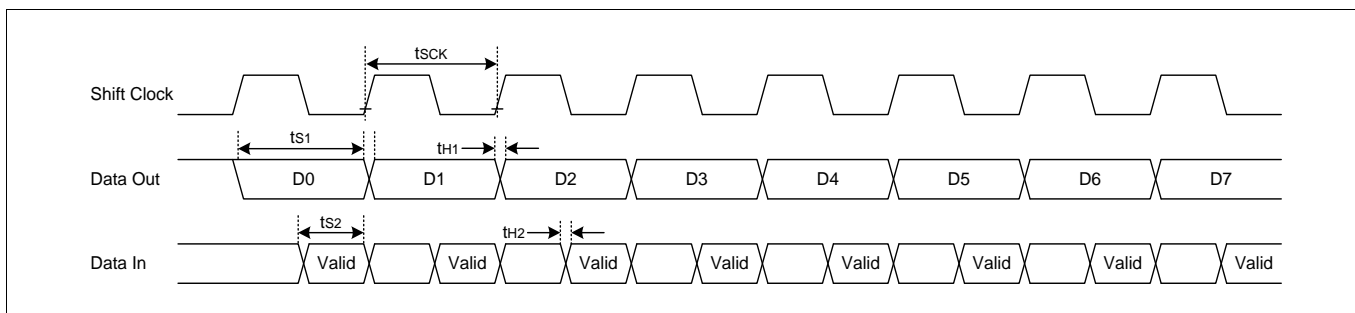 tSCK
Shift Clock
tS1
tH1
Data Out D0 D1 D2 D3 D4 D5 D6 D7
tS2
tH2
Data In Valid Valid Valid Valid Valid Valid Valid Valid